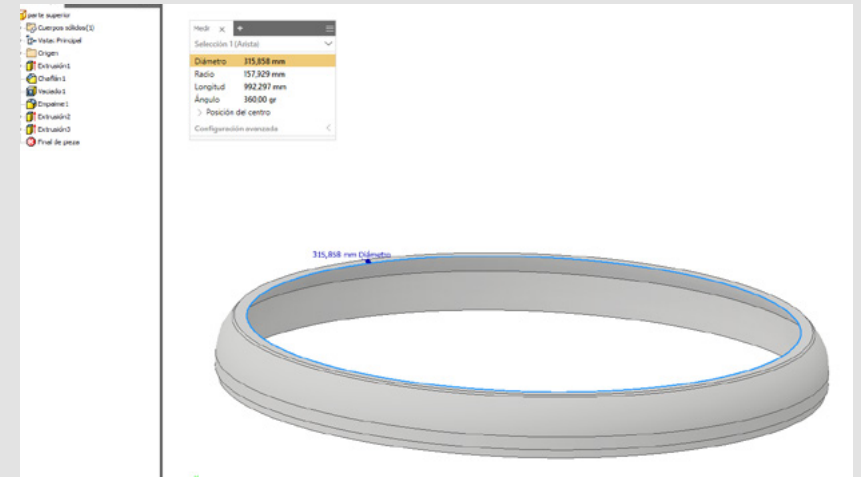 parte superior
Cuerpos sólidos(1)
Vista: Principal
Origen
Extrusión1
Chaflán1
Vaciado1
Empalme1
Extrusión2
Extrusión3
Final de pieza
Medir × +
Selección 1 (Arista)
Diámetro 315,858 mm
Radio 157,929 mm
Longitud 992,297 mm
Ángulo 360,00 gr
> Posición del centro
Configuración avanzada <
315,858 mm Diámetro